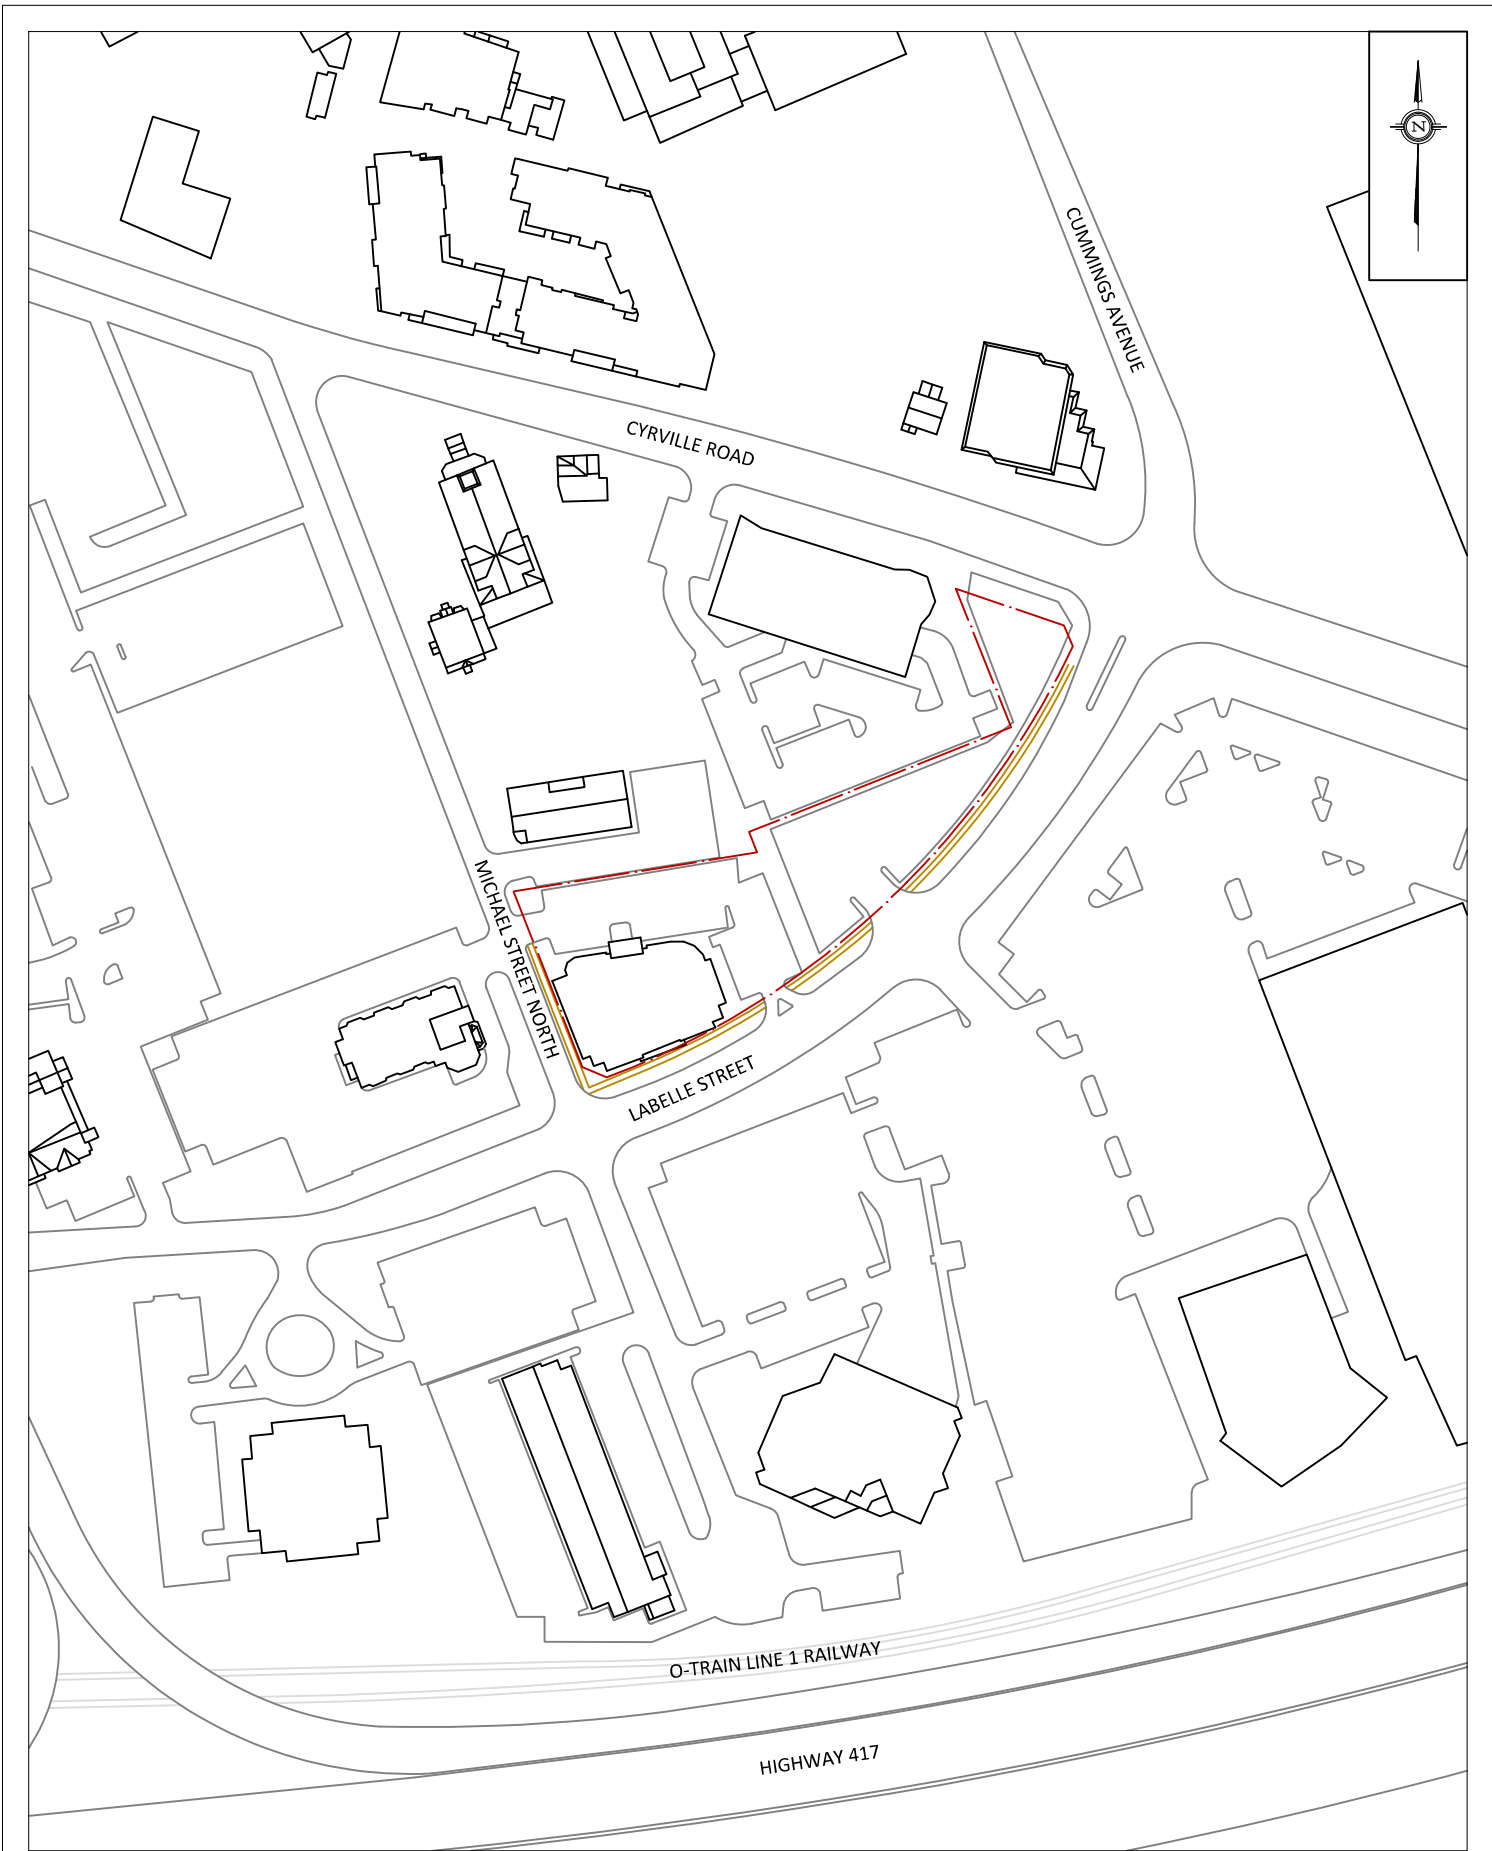 N
CUMMINGS AVENUE
CYRVILLE ROAD
MICHAEL STREET NORTH
LABELLE STREET
O-TRAIN LINE 1 RAILWAY
HIGHWAY 417